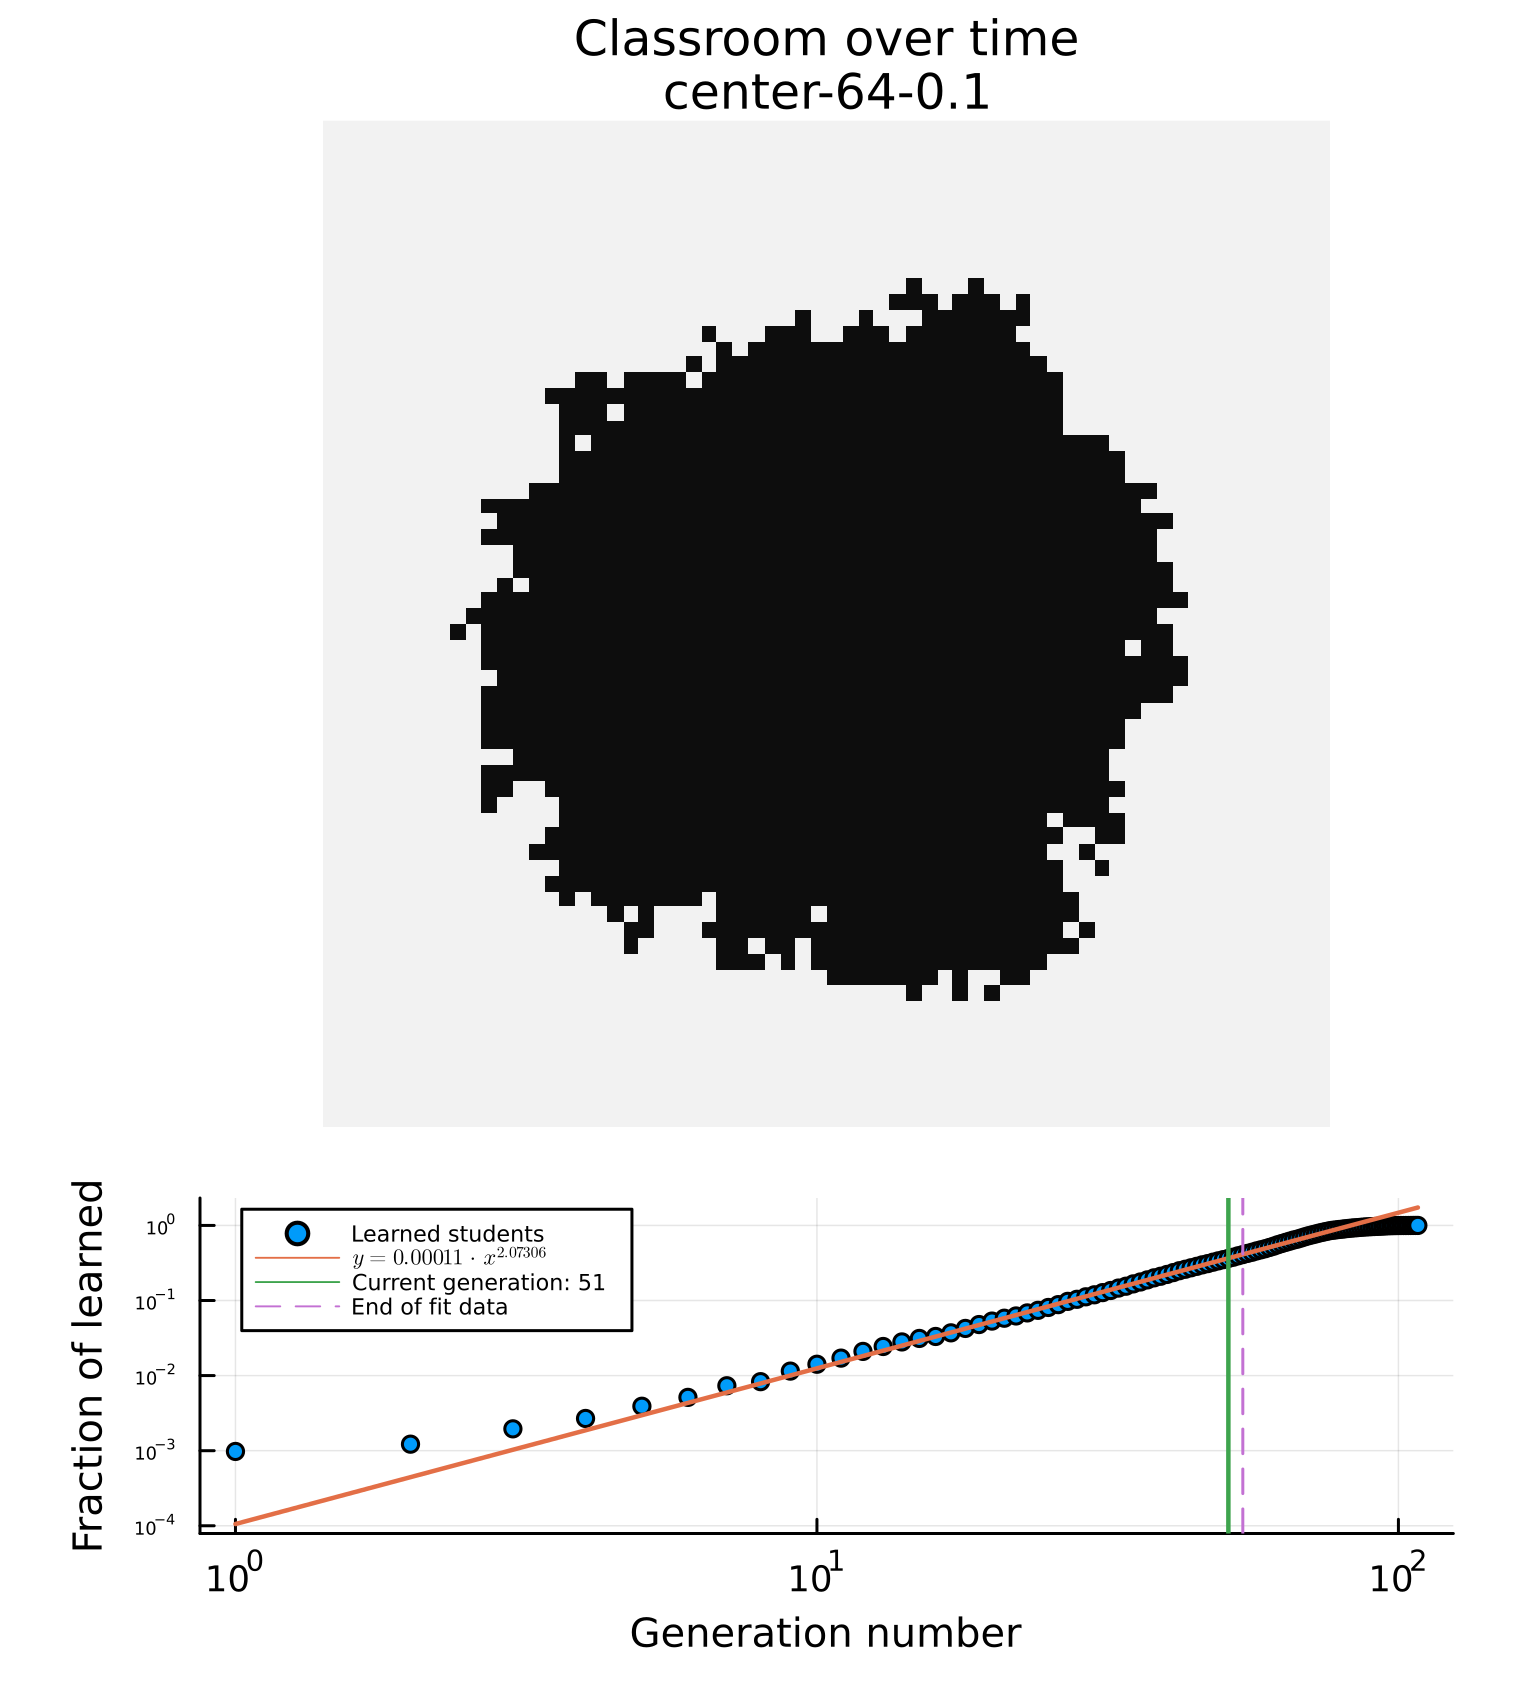 Classroom over time
center-64-0.1
Fraction of learned
10^0
10^-1
10^-2
10^-3
10^-4
Learned students
y = 0.00011 · x^2.07306
Current generation: 51
End of fit data
10^0 10^1 10^2
Generation number